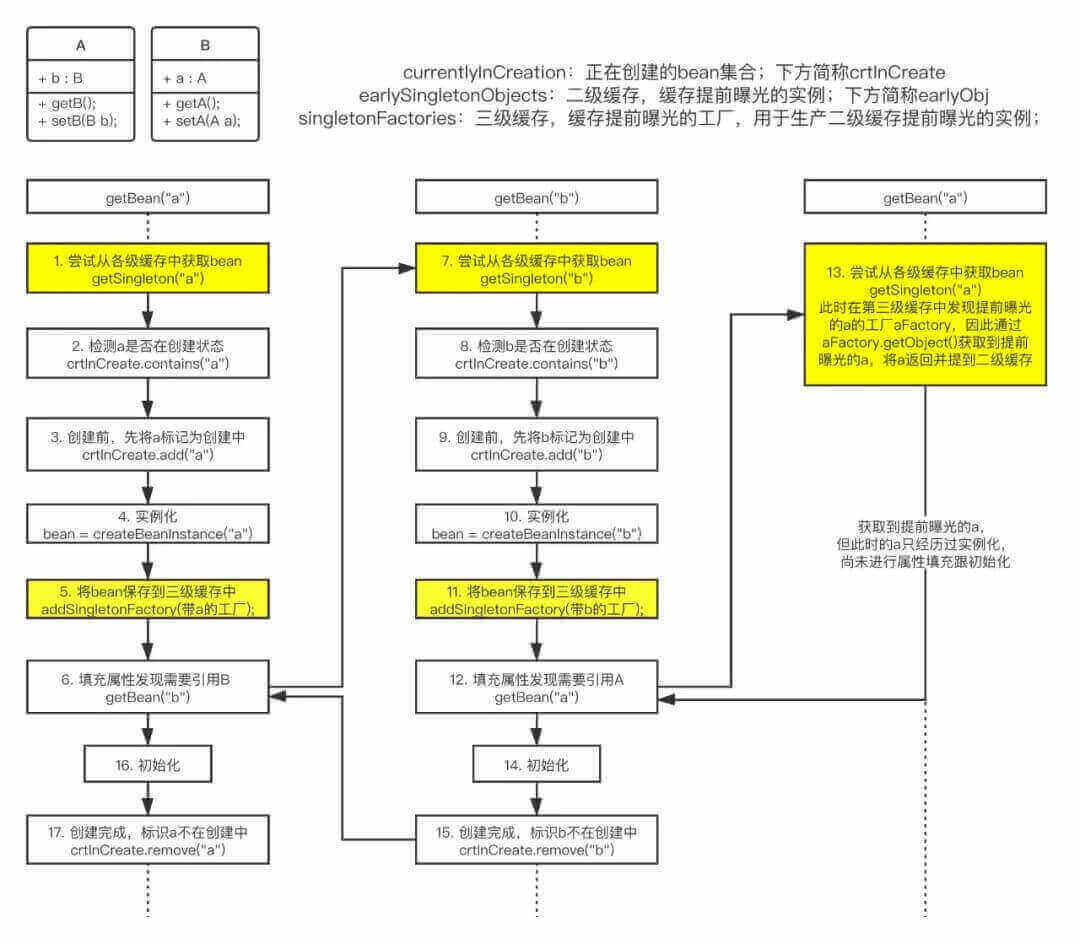 A
+ b : B
+ getB();
+ setB(B b);
B
+ a : A
+ getA();
+ setA(A a);
currentlyInCreation：正在创建的bean集合；下方简称crtInCreate
earlySingletonObjects：二级缓存，缓存提前曝光的实例；下方简称earlyObj
singletonFactories：三级缓存，缓存提前曝光的工厂，用于生产二级缓存提前曝光的实例；
getBean("a")
1. 尝试从各级缓存中获取bean
getSingleton("a")
2. 检测a是否在创建状态
crtInCreate.contains("a")
3. 创建前，先将a标记为创建中
crtInCreate.add("a")
4. 实例化
bean = createBeanInstance("a")
5. 将bean保存到三级缓存中
addSingletonFactory(带a的工厂);
6. 填充属性发现需要引用B
getBean("b")
16. 初始化
17. 创建完成，标识a不在创建中
crtInCreate.remove("a")
getBean("b")
7. 尝试从各级缓存中获取bean
getSingleton("b")
8. 检测b是否在创建状态
crtInCreate.contains("b")
9. 创建前，先将b标记为创建中
crtInCreate.add("b")
10. 实例化
bean = createBeanInstance("b")
11. 将bean保存到三级缓存中
addSingletonFactory(带b的工厂);
12. 填充属性发现需要引用A
getBean("a")
14. 初始化
15. 创建完成，标识b不在创建中
crtInCreate.remove("b")
getBean("a")
13. 尝试从各级缓存中获取bean
getSingleton("a")
此时在第三级缓存中发现提前曝光
的a的工厂aFactory，因此通过
aFactory.getObject()获取到提前
曝光的a，将a返回并提到二级缓存
获取到提前曝光的a，
但此时的a只经历过实例化，
尚未进行属性填充跟初始化